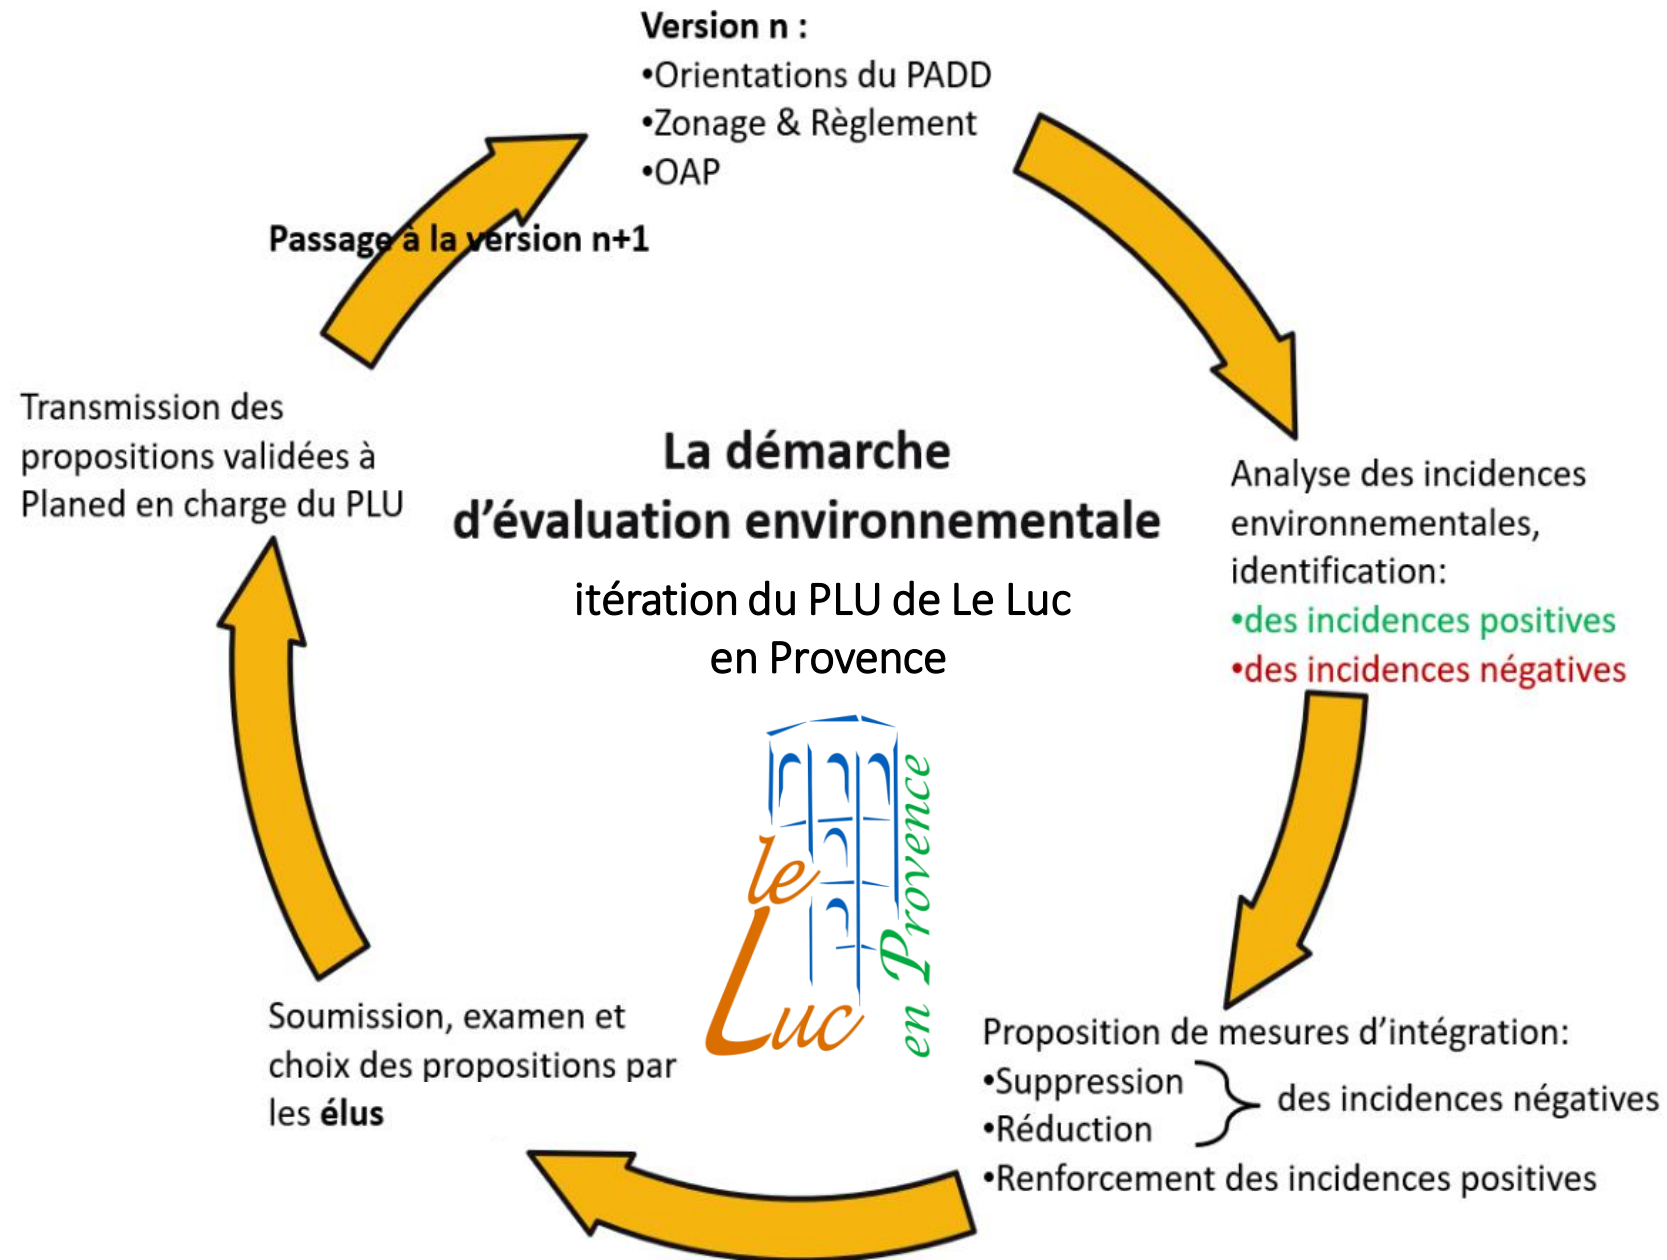 Version n :
•Orientations du PADD
•Zonage & Règlement
•OAP
Passage à la version n+1
Transmission des
propositions validées à
Planed en charge du PLU
La démarche
d’évaluation environnementale
itération du PLU de Le Luc
en Provence
Analyse des incidences
environnementales,
identification:
•des incidences positives
•des incidences négatives
le
Luc
en Provence
Proposition de mesures d’intégration:
•Suppression
•Réduction
des incidences négatives
•Renforcement des incidences positives
Soumission, examen et
choix des propositions par
les élus